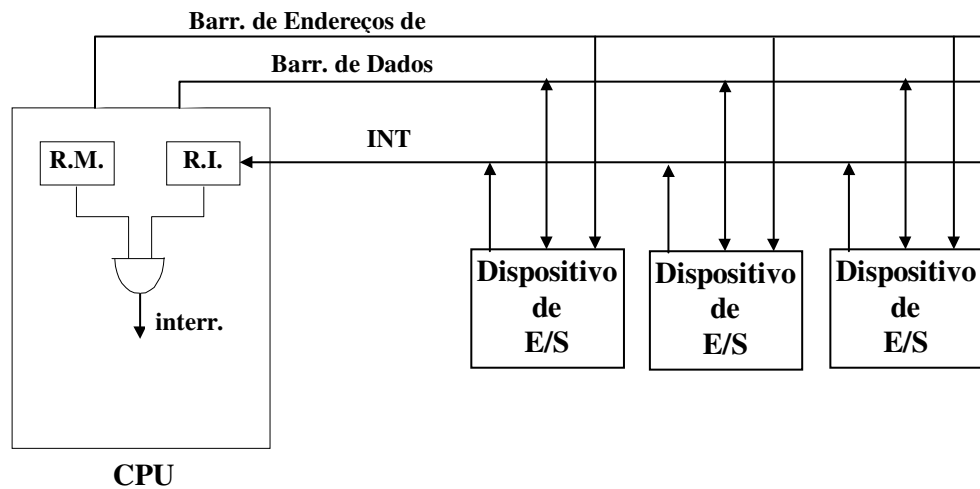 Barr. de Endereços de
Barr. de Dados
INT
R.M.
R.I.
interr.
CPU
Dispositivo
de
E/S
Dispositivo
de
E/S
Dispositivo
de
E/S